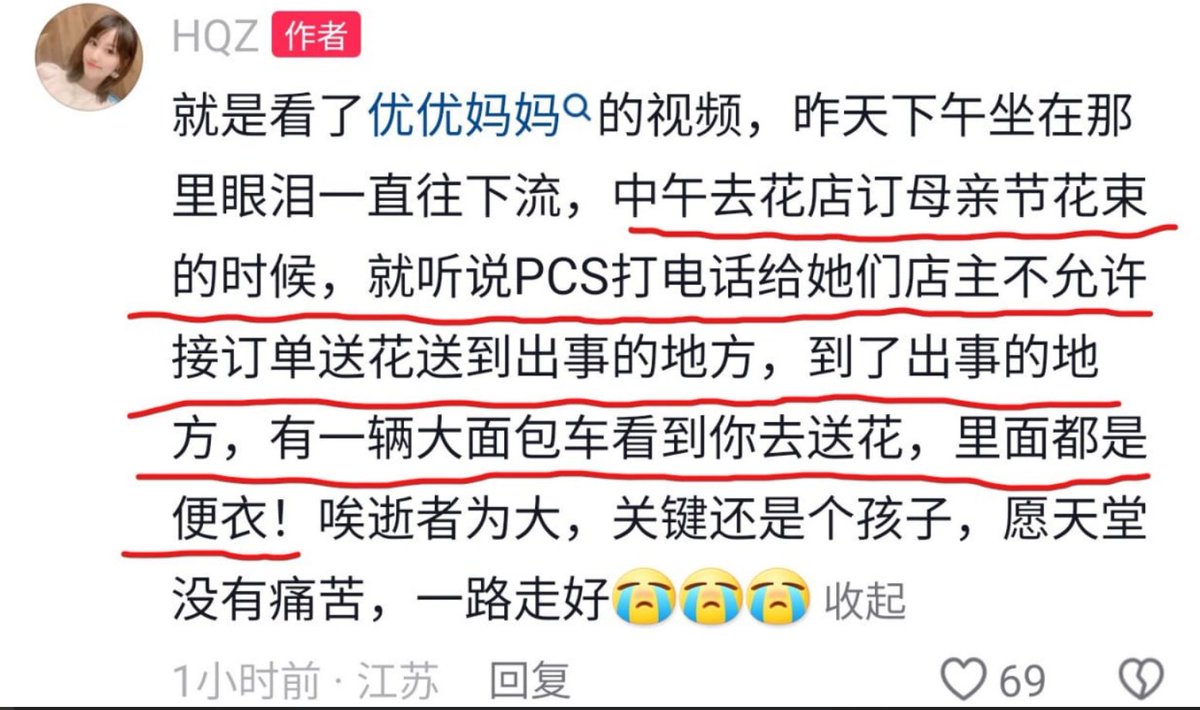 HQZ 作者
就是看了优优妈妈的视频，昨天下午坐在那
里眼泪一直往下流，中午去花店订母亲节花束
的时候，就听说PCS打电话给她们店主不允许
接订单送花送到出事的地方，到了出事的地
方，有一辆大面包车看到你去送花，里面都是
便衣！唉逝者为大，关键还是个孩子，愿天堂
没有痛苦，一路走好😭😭😭 收起
1小时前 · 江苏 回复 69